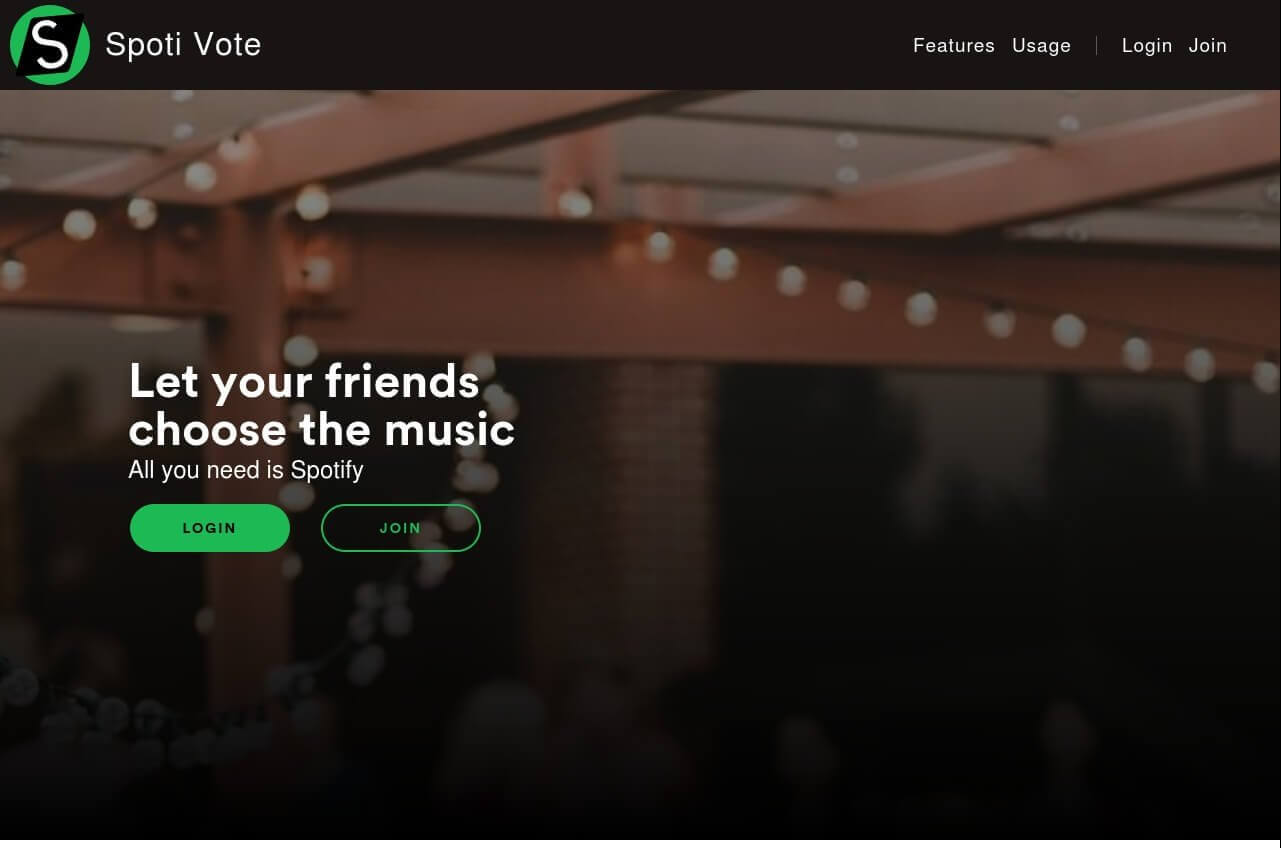 S Spoti Vote
Features Usage Login Join
Let your friends
choose the music
All you need is Spotify
LOGIN JOIN